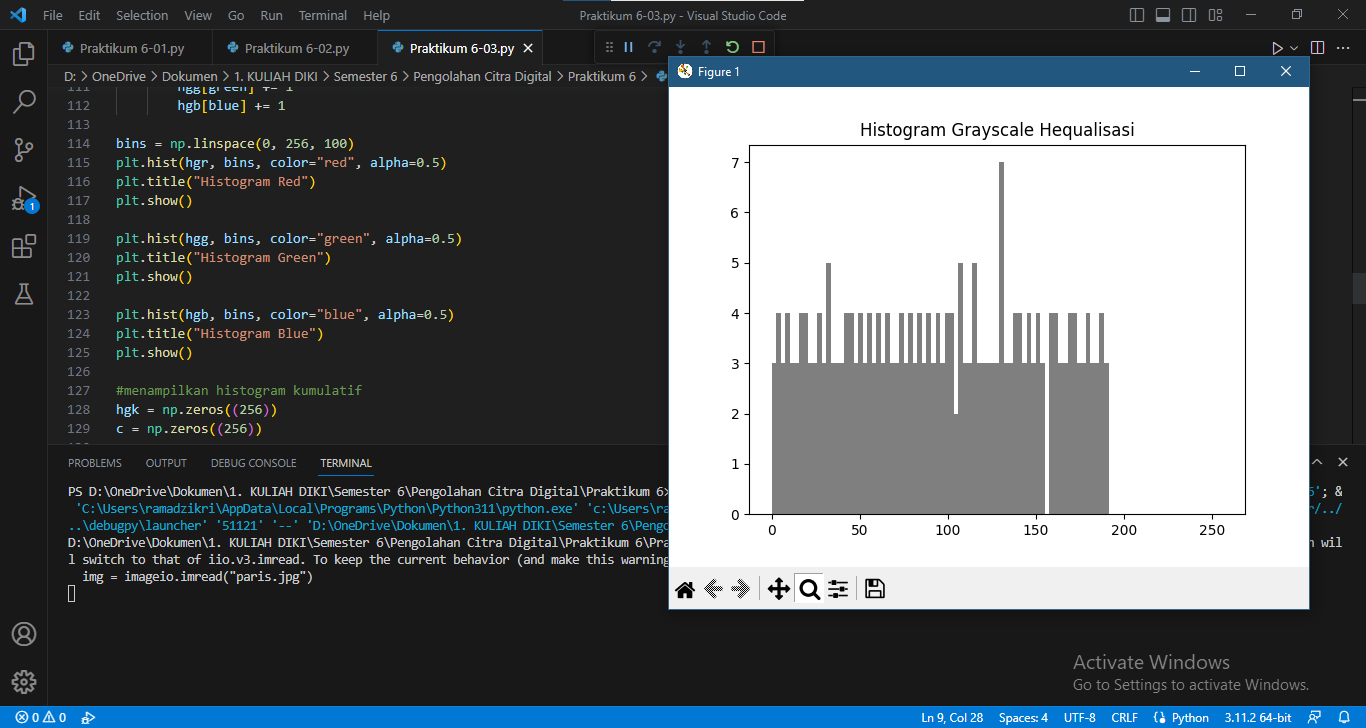 File Edit Selection View Go Run Terminal Help
Praktikum 6-03.py - Visual Studio Code
Praktikum 6-01.py
Praktikum 6-02.py
Praktikum 6-03.py
D: > OneDrive > Dokumen > 1. KULIAH DIKI > Semester 6 > Pengolahan Citra Digital > Praktikum 6 >
111 hgg[green] += 1
112 hgb[blue] += 1
113
114 bins = np.linspace(0, 256, 100)
115 plt.hist(hgr, bins, color="red", alpha=0.5)
116 plt.title("Histogram Red")
117 plt.show()
118
119 plt.hist(hgg, bins, color="green", alpha=0.5)
120 plt.title("Histogram Green")
121 plt.show()
122
123 plt.hist(hgb, bins, color="blue", alpha=0.5)
124 plt.title("Histogram Blue")
125 plt.show()
126
127 #menampilkan histogram kumulatif
128 hgk = np.zeros((256))
129 c = np.zeros((256))
Figure 1
Histogram Grayscale Hequalisasi
7
6
5
4
3
2
1
0
0 50 100 150 200 250
1
PROBLEMS OUTPUT DEBUG CONSOLE TERMINAL
PS D:\OneDrive\Dokumen\1. KULIAH DIKI\Semester 6\Pengolahan Citra Digital\Praktikum 6> 6'; &
'C:\Users\ramadzikri\AppData\Local\Programs\Python\Python311\python.exe' 'c:\Users\ra r/../
..\debugpy\launcher' '51121' '--' 'D:\OneDrive\Dokumen\1. KULIAH DIKI\Semester 6\Pengo
D:\OneDrive\Dokumen\1. KULIAH DIKI\Semester 6\Pengolahan Citra Digital\Praktikum 6\Pra n wil
l switch to that of iio.v3.imread. To keep the current behavior (and make this warning
img = imageio.imread("paris.jpg")
Activate Windows
Go to Settings to activate Windows.
0 0
Ln 9, Col 28 Spaces: 4 UTF-8 CRLF Python 3.11.2 64-bit